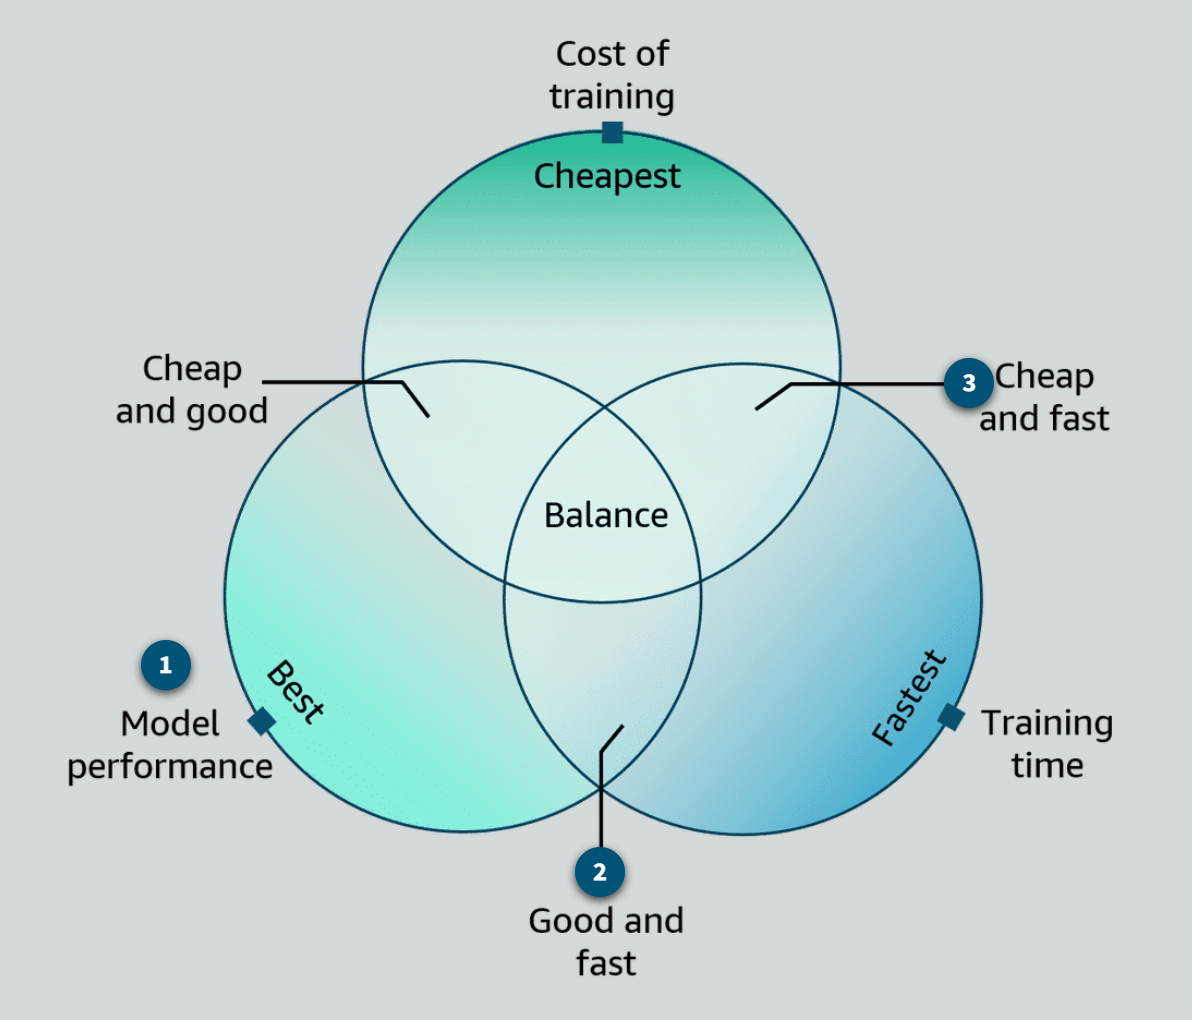 Cost of
training
Cheapest
Cheap
and good
3
Cheap
and fast
Balance
1
Model
performance
Best
Fastest
Training
time
2
Good and
fast